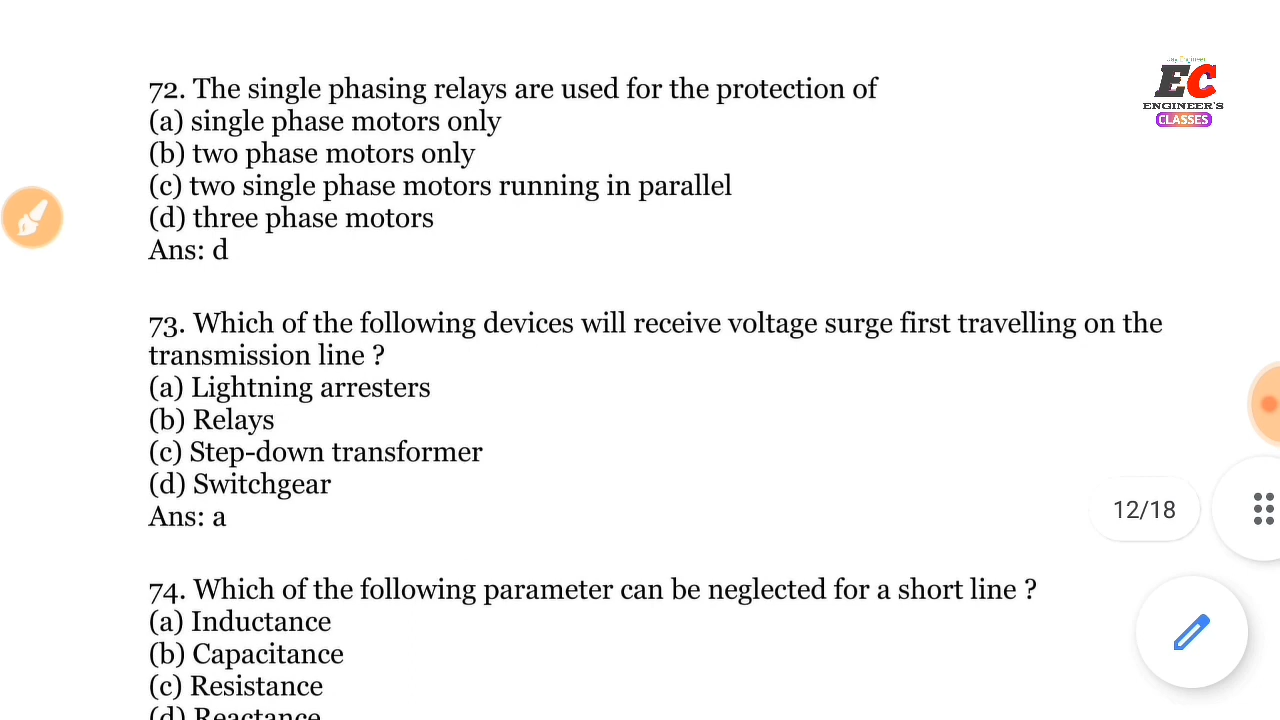 72. The single phasing relays are used for the protection of
(a) single phase motors only
(b) two phase motors only
(c) two single phase motors running in parallel
(d) three phase motors
Ans: d
EC
ENGINEER'S
CLASSES
73. Which of the following devices will receive voltage surge first travelling on the
transmission line ?
(a) Lightning arresters
(b) Relays
(c) Step-down transformer
(d) Switchgear
Ans: a
12/18
74. Which of the following parameter can be neglected for a short line ?
(a) Inductance
(b) Capacitance
(c) Resistance
(d) Reactance